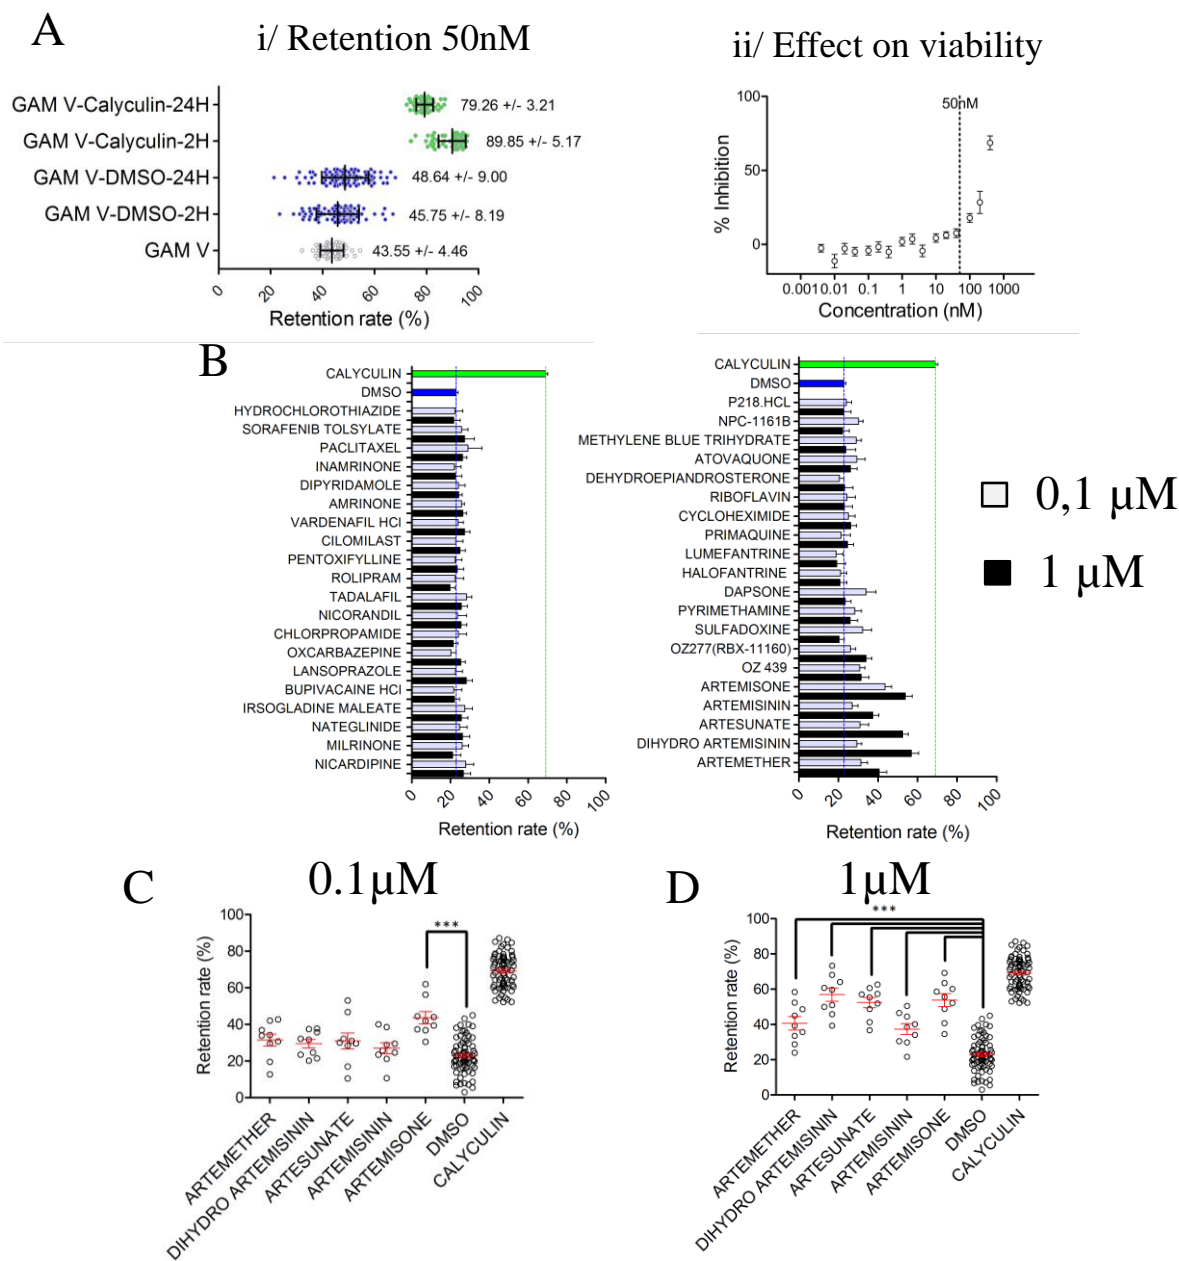 A
i/ Retention 50nM
GAM V-Calyculin-24H
79.26 +/- 3.21
GAM V-Calyculin-2H
89.85 +/- 5.17
GAM V-DMSO-24H
48.64 +/- 9.00
GAM V-DMSO-2H
45.75 +/- 8.19
GAM V
43.55 +/- 4.46
0 20 40 60 80 100
Retention rate (%)
ii/ Effect on viability
100
50
0
% Inhibition
50nM
0.001 0.01 0.1 1 10 100 1000
Concentration (nM)
B
CALYCULIN
DMSO
HYDROCHLOROTHIAZIDE
SORAFENIB TOLSYLATE
PACLITAXEL
INAMRINONE
DIPYRIDAMOLE
AMRINONE
VARDENAFIL HCl
CILOMILAST
PENTOXIFYLLINE
ROLIPRAM
TADALAFIL
NICORANDIL
CHLORPROPAMIDE
OXCARBAZEPINE
LANSOPRAZOLE
BUPIVACAINE HCl
IRSOGLADINE MALEATE
NATEGLINIDE
MILRINONE
NICARDIPINE
0 20 40 60 80 100
Retention rate (%)
CALYCULIN
DMSO
P218.HCL
NPC-1161B
METHYLENE BLUE TRIHYDRATE
ATOVAQUONE
DEHYDROEPIANDROSTERONE
RIBOFLAVIN
CYCLOHEXIMIDE
PRIMAQUINE
LUMEFANTRINE
HALOFANTRINE
DAPSONE
PYRIMETHAMINE
SULFADOXINE
OZ277(RBX-11160)
OZ 439
ARTEMISONE
ARTEMISININ
ARTESUNATE
DIHYDRO ARTEMISININ
ARTEMETHER
0 20 40 60 80 100
Retention rate (%)
0,1 µM
1 µM
C
0.1µM
100
80
60
40
20
0
Retention rate (%)
***
ARTEMETHER
DIHYDRO ARTEMISININ
ARTESUNATE
ARTEMISININ
ARTEMISONE
DMSO
CALYCULIN
D
1µM
100
80
60
40
20
0
Retention rate (%)
***
ARTEMETHER
DIHYDRO ARTEMISININ
ARTESUNATE
ARTEMISININ
ARTEMISONE
DMSO
CALYCULIN